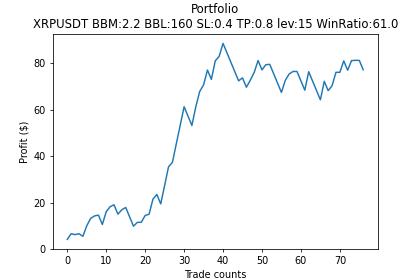 Portfolio
XRPUSDT BBM:2.2 BBL:160 SL:0.4 TP:0.8 lev:15 WinRatio:61.0
Profit ($)
80
60
40
20
0
0 10 20 30 40 50 60 70
Trade counts